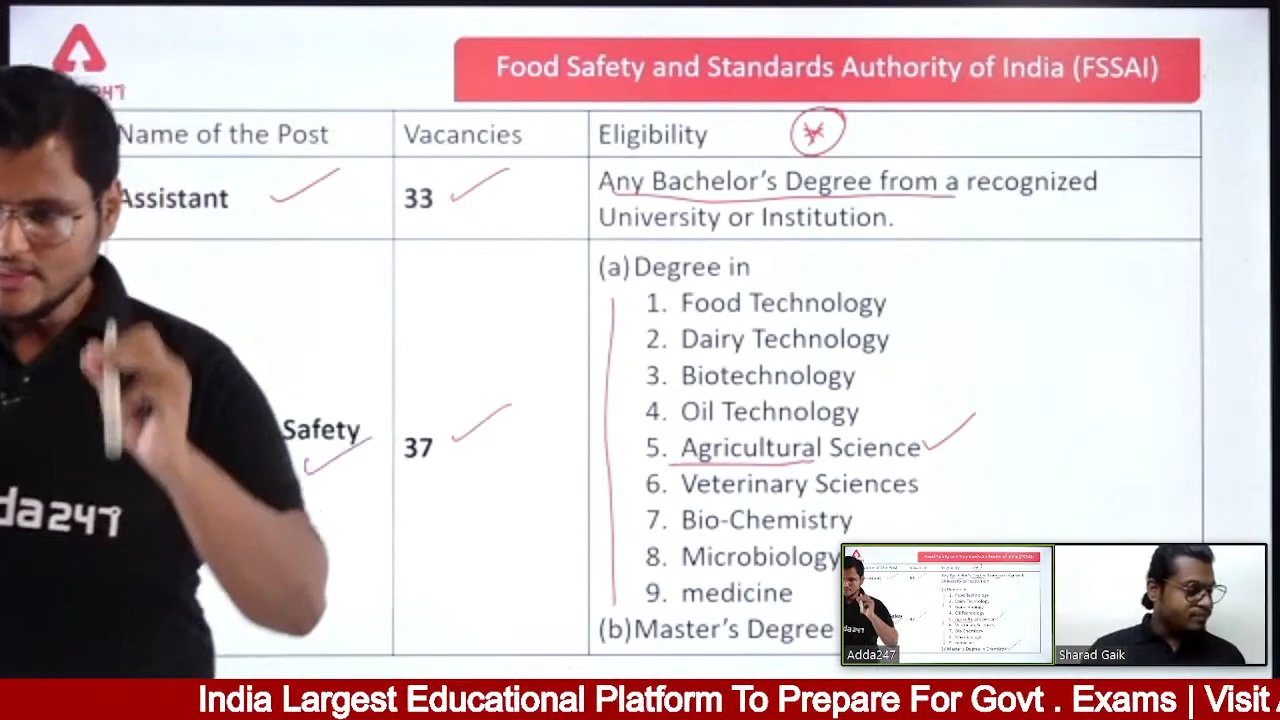 Food Safety and Standards Authority of India (FSSAI)
Name of the Post
Vacancies
Eligibility
Assistant
33
Any Bachelor's Degree from a recognized
University or Institution.
Safety
37
(a) Degree in
1. Food Technology
2. Dairy Technology
3. Biotechnology
4. Oil Technology
5. Agricultural Science
6. Veterinary Sciences
7. Bio-Chemistry
8. Microbiology
9. medicine
(b) Master's Degree
da247
Adda247
Sharad Gaik
India Largest Educational Platform To Prepare For Govt . Exams | Visit